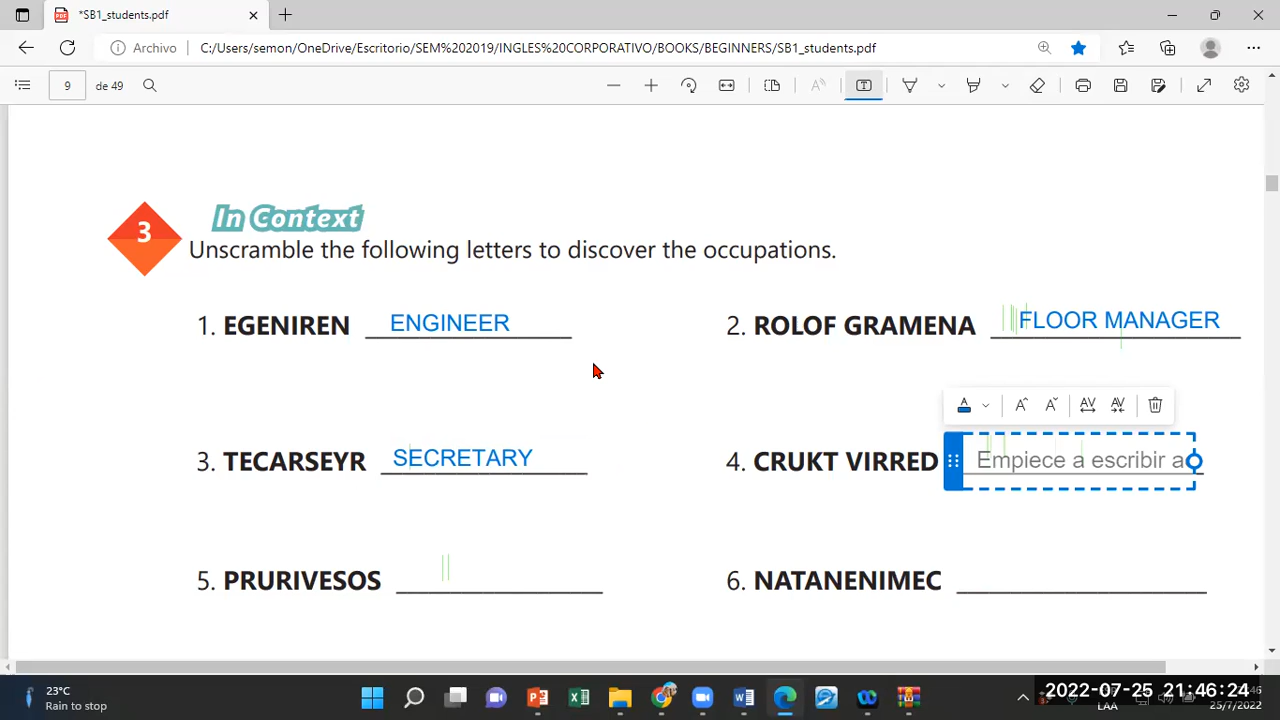 *SB1_students.pdf
Archivo C:/Users/semon/OneDrive/Escritorio/SEM%202019/INGLES%20CORPORATIVO/BOOKS/BEGINNERS/SB1_students.pdf
9 de 49
3 In Context
Unscramble the following letters to discover the occupations.
1. EGENIREN ENGINEER
2. ROLOF GRAMENA FLOOR MANAGER
3. TECARSEYR SECRETARY
4. CRUKT VIRRED Empiece a escribir a
5. PRURIVESOS
6. NATANENIMEC
23°C
Rain to stop
LAA
2022-07-25 21:46:24
25/7/2022